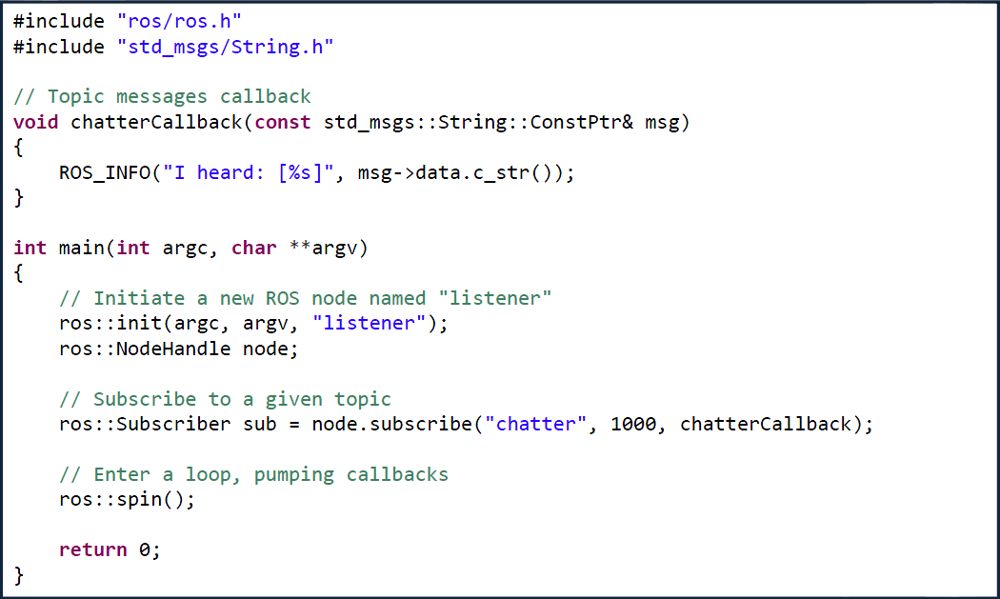 #include "ros/ros.h"
#include "std_msgs/String.h"

// Topic messages callback
void chatterCallback(const std_msgs::String::ConstPtr& msg)
{
    ROS_INFO("I heard: [%s]", msg->data.c_str());
}

int main(int argc, char **argv)
{
    // Initiate a new ROS node named "listener"
    ros::init(argc, argv, "listener");
    ros::NodeHandle node;

    // Subscribe to a given topic
    ros::Subscriber sub = node.subscribe("chatter", 1000, chatterCallback);

    // Enter a loop, pumping callbacks
    ros::spin();

    return 0;
}